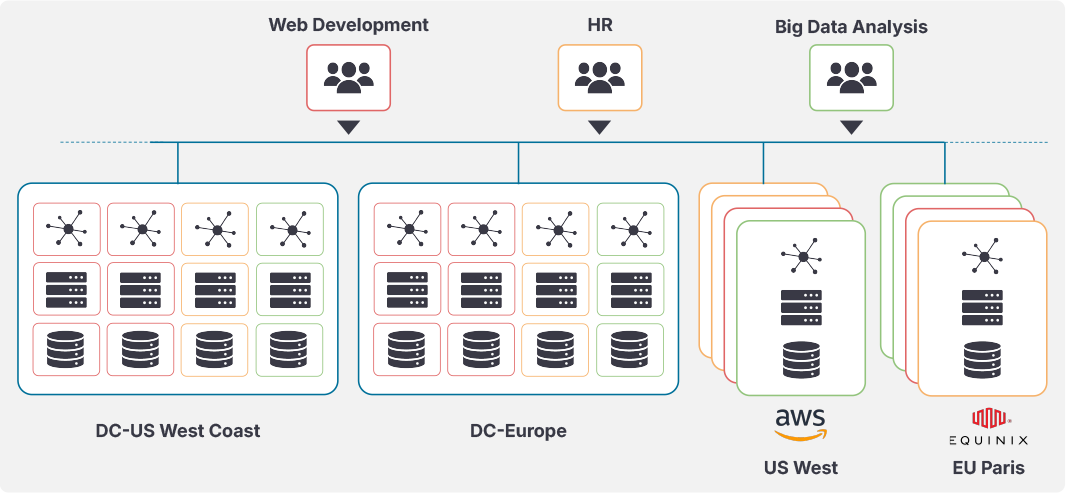 Web Development
HR
Big Data Analysis
DC-US West Coast
DC-Europe
aws
US West
EQUINIX
EU Paris